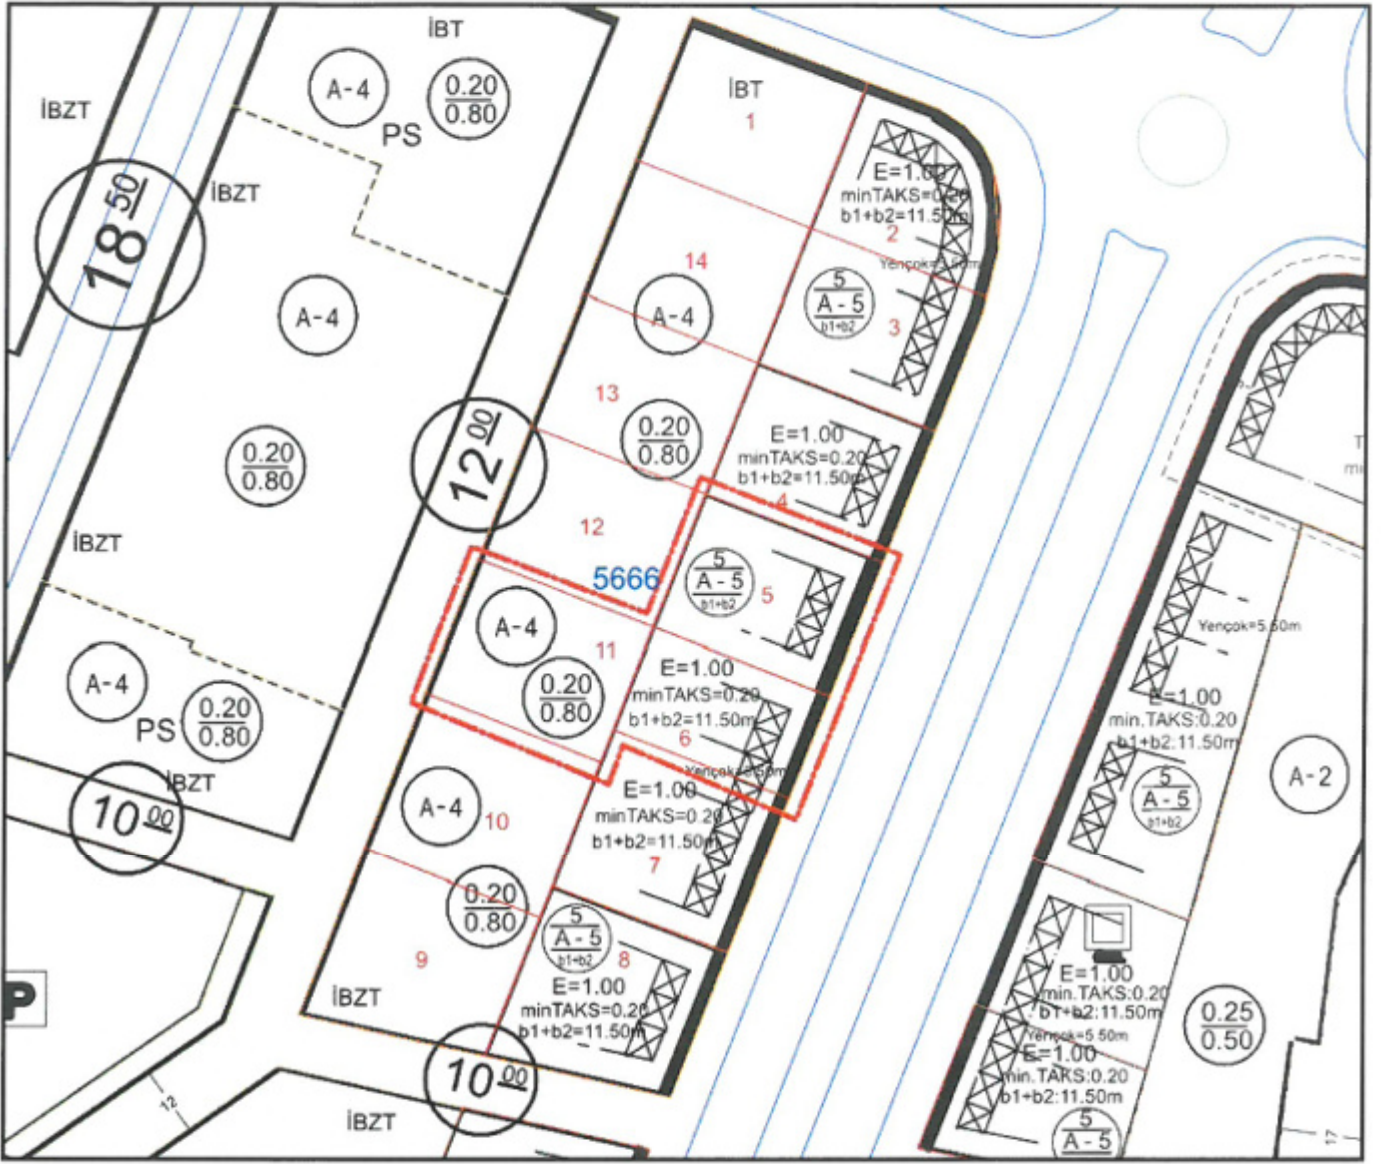 İBT
A-4
0.20
0.80
PS
İBZT
İBZT
18 50
A-4
0.20
0.80
İBZT
A-4
PS
0.20
0.80
İBZT
10 00
12 00
İBT
1
E=1.00
minTAKS=0.20
b1+b2=11.50m
2
Yençok=5.50m
5
A-5
b1+b2
3
14
A-4
13
0.20
0.80
E=1.00
minTAKS=0.20
b1+b2=11.50m
4
12
5666
5
A-5
b1+b2
5
A-4
11
0.20
0.80
E=1.00
minTAKS=0.20
b1+b2=11.50m
6
Yençok=5.50m
E=1.00
minTAKS=0.20
b1+b2=11.50m
7
A-4
10
0.20
0.80
9
İBZT
5
A-5
b1+b2
8
E=1.00
minTAKS=0.20
b1+b2=11.50m
10 00
İBZT
12
P
Yençok=5.50m
E=1.00
min.TAKS:0.20
b1+b2:11.50m
5
A-5
b1+b2
A-2
E=1.00
min.TAKS:0.20
b1+b2:11.50m
Yençok=5.50m
E=1.00
min.TAKS:0.20
b1+b2:11.50m
5
A-5
0.25
0.50
17